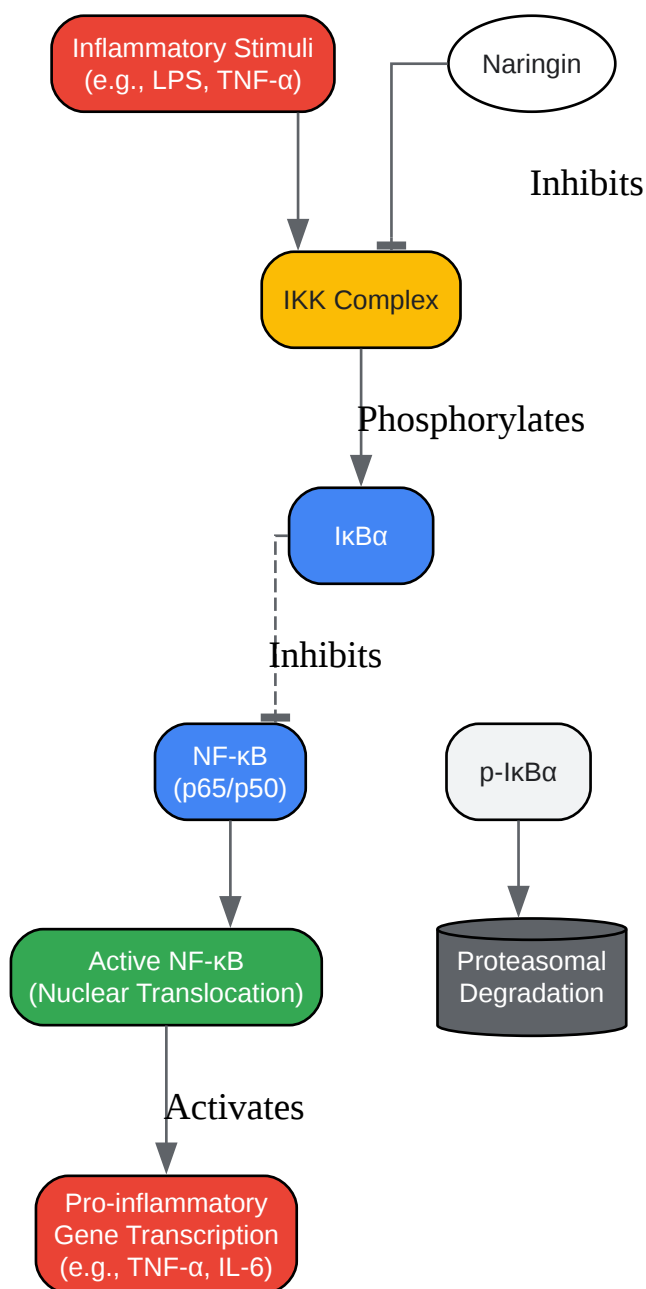 Inflammatory Stimuli
(e.g., LPS, TNF-α)
Naringin
Inhibits
IKK Complex
Phosphorylates
IκBα
Inhibits
NF-κB
(p65/p50)
p-IκBα
Active NF-κB
(Nuclear Translocation)
Proteasomal
Degradation
Activates
Pro-inflammatory
Gene Transcription
(e.g., TNF-α, IL-6)